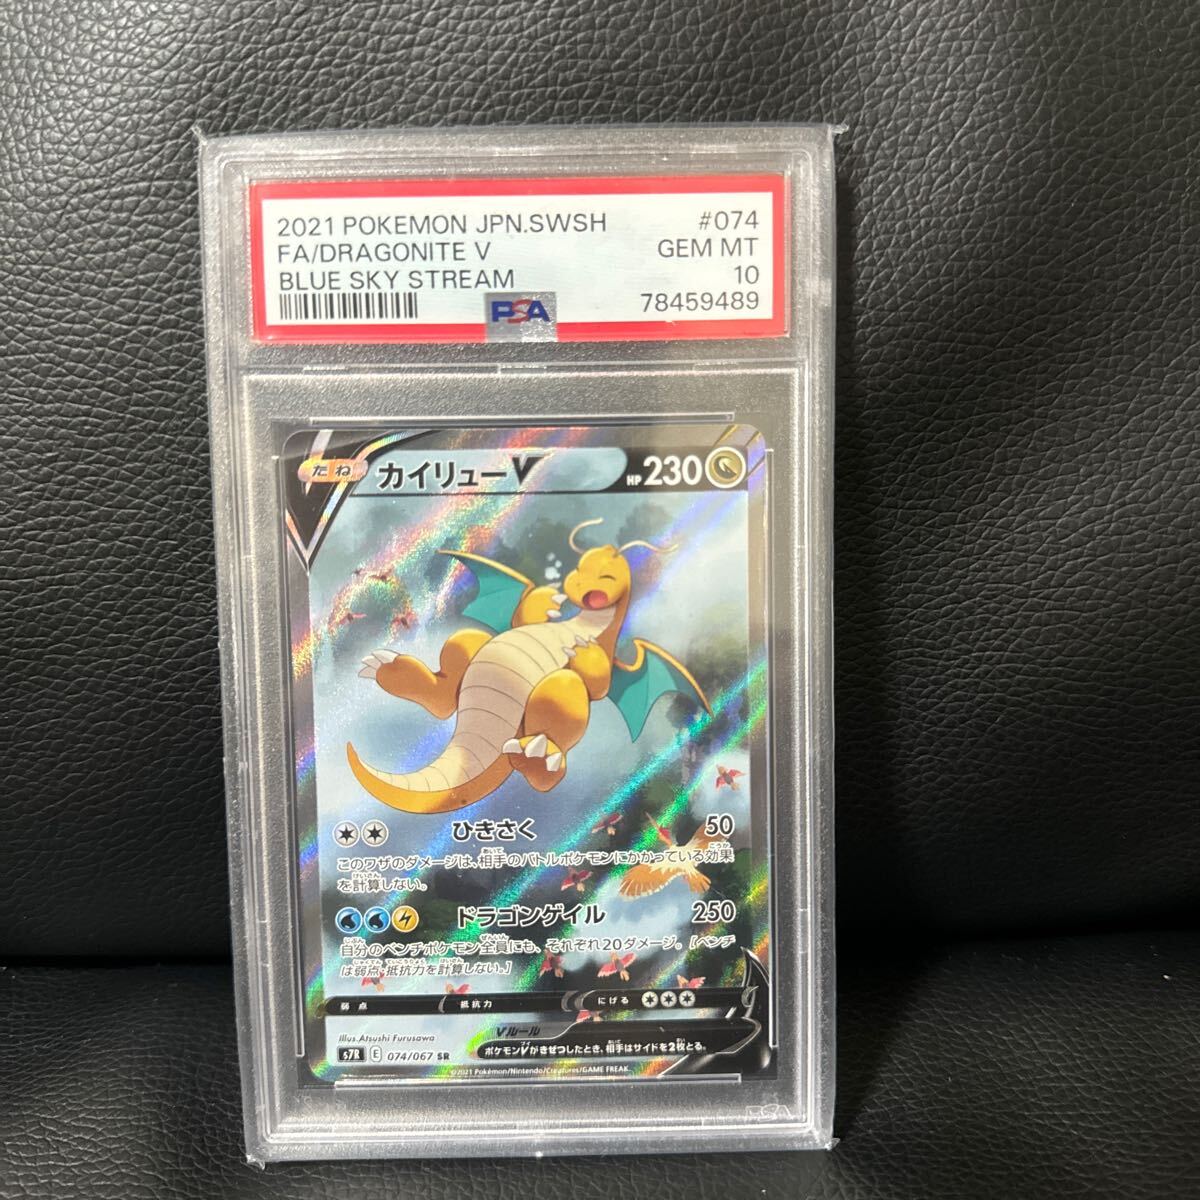 2021 POKEMON JPN.SWSH #074
FA/DRAGONITE V GEM MT
BLUE SKY STREAM 10
PSA 78459489
たね カイリューV HP 230
ひきさく 50
このワザのダメージは、相手のバトルポケモンにかかっている効果
を計算しない。
ドラゴンゲイル 250
自分のベンチポケモン全員にも、それぞれ20ダメージ。[ベンチ
は弱点・抵抗力を計算しない。]
弱点 抵抗力 にげる
Illus.Atsushi Furusawa
Vルール
ポケモンVがきぜつしたとき、相手はサイドを2枚とる。
s7R E 074/067 SR
©2021 Pokémon/Nintendo/Creatures/GAME FREAK